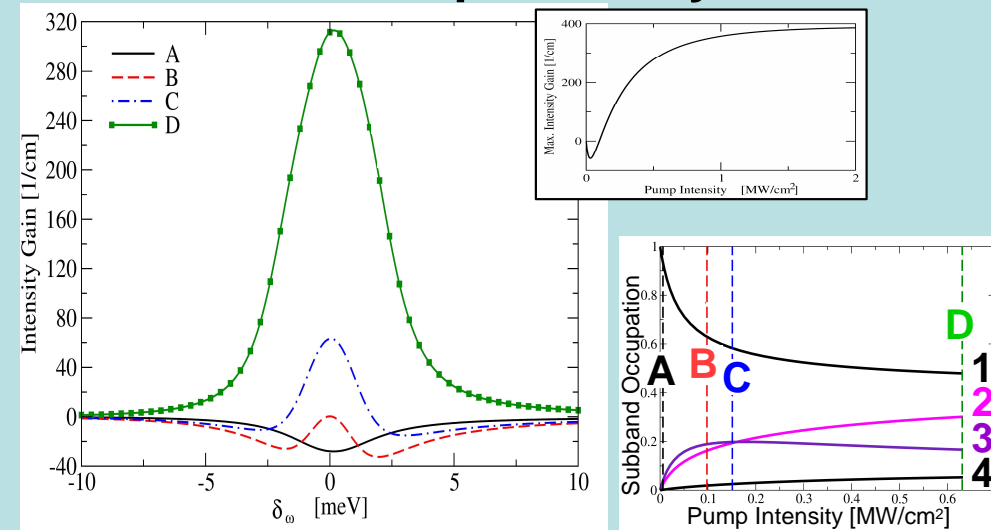 320
280
240
200
160
120
80
40
0
-40
-10
-5
0
5
10
Intensity Gain [1/cm]
δω [meV]
A
B
C
D
400
200
0
Max. Intensity Gain [1/cm]
0
1
2
Pump Intensity [MW/cm²]
1
0.8
0.6
0.4
0.2
0
Subband Occupation
A
B
C
D
1
2
3
4
0
0.1
0.2
0.3
0.4
0.5
0.6
Pump Intensity [MW/cm²]